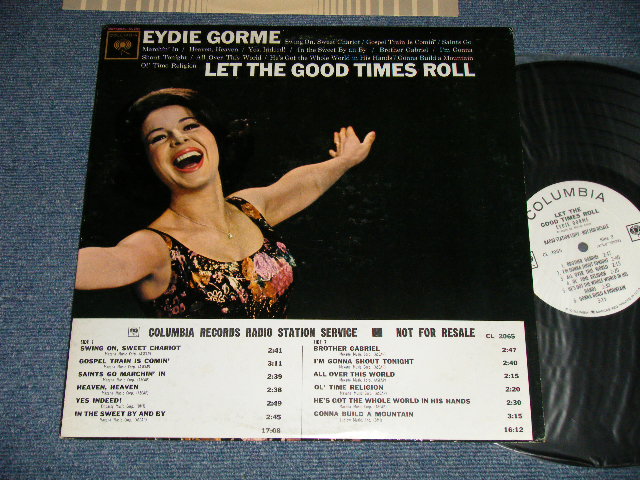 EYDIE GORME Swing On, Sweet Chariot / Gospel Train Is Comin' / Saints Go
Marchin' In / Heaven, Heaven / Yes Indeed! / In the Sweet By an By / Brother Gabriel / I'm Gonna
Shout Tonight / All Over This World / He's Got the Whole World in His Hands / Gonna Build a Mountain
Ol' Time Religion LET THE GOOD TIMES ROLL
COLUMBIA RECORDS RADIO STATION SERVICE NOT FOR RESALE
CL 2065
SIDE 1
SWING ON, SWEET CHARIOT 2:41
GOSPEL TRAIN IS COMIN' 3:11
SAINTS GO MARCHIN' IN 2:39
HEAVEN, HEAVEN 2:38
YES INDEED! 2:49
IN THE SWEET BY AND BY 2:45
17:08
SIDE 2
BROTHER GABRIEL 2:47
I'M GONNA SHOUT TONIGHT 2:40
ALL OVER THIS WORLD 2:15
OL' TIME RELIGION 2:20
HE'S GOT THE WHOLE WORLD IN HIS HANDS 2:30
GONNA BUILD A MOUNTAIN 3:15
16:12
COLUMBIA
LET THE
GOOD TIMES ROLL
EYDIE GORME
CL 2065